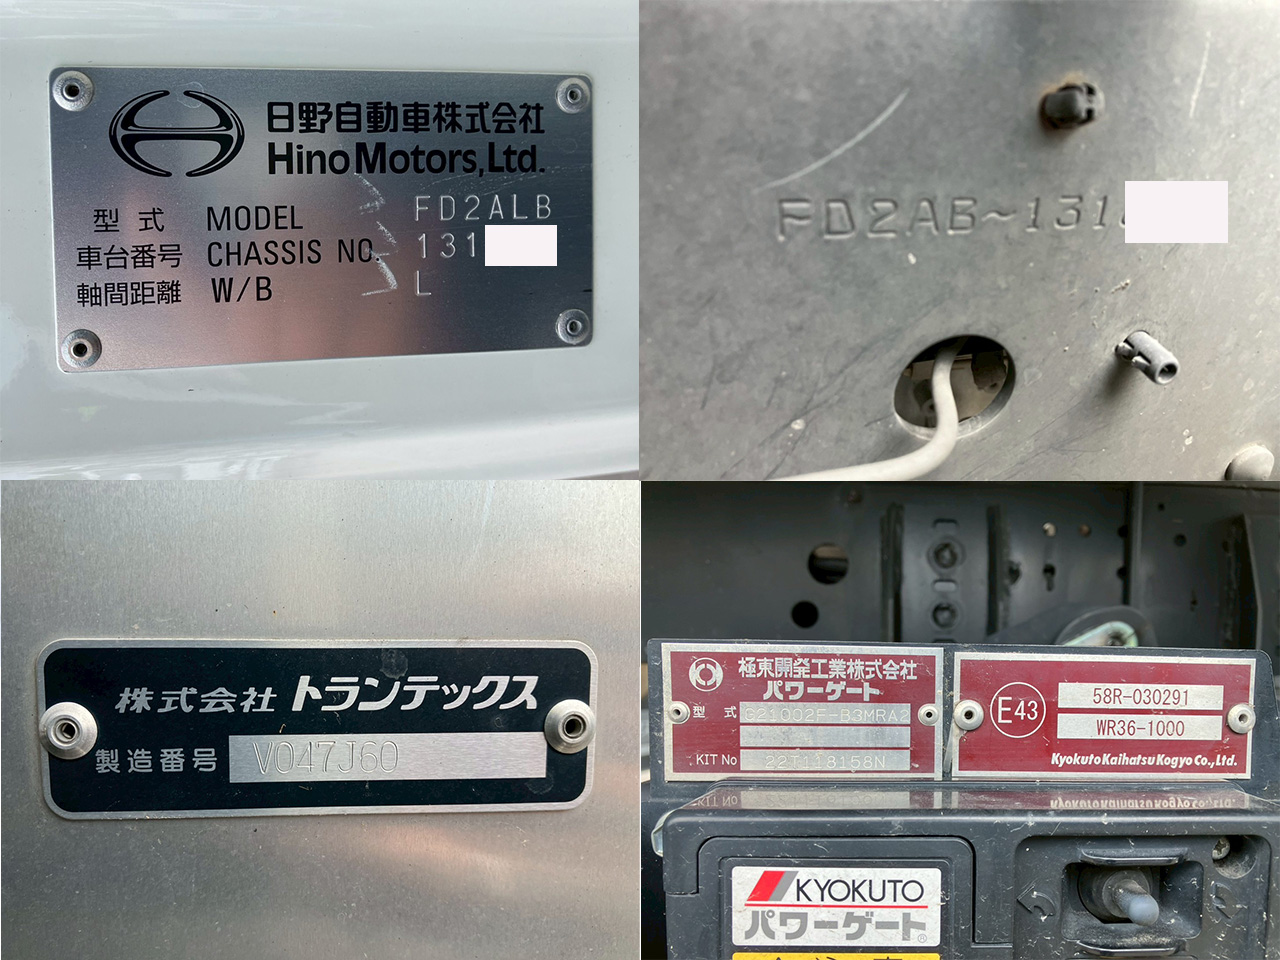 日野自動車株式会社
Hino Motors, Ltd.
型式 MODEL FD2ALB
車台番号 CHASSIS NO. 131
軸間距離 W/B L
FD2AB~131
株式会社 トランテックス
製造番号 V047J60
極東開発工業株式会社
パワーゲート
型式 G21002F-B3MRA2
KIT No 22T118158N
E43
58R-030291
WR36-1000
Kyokuto Kaihatsu Kogyo Co., Ltd.
KYOKUTO
パワーゲート®